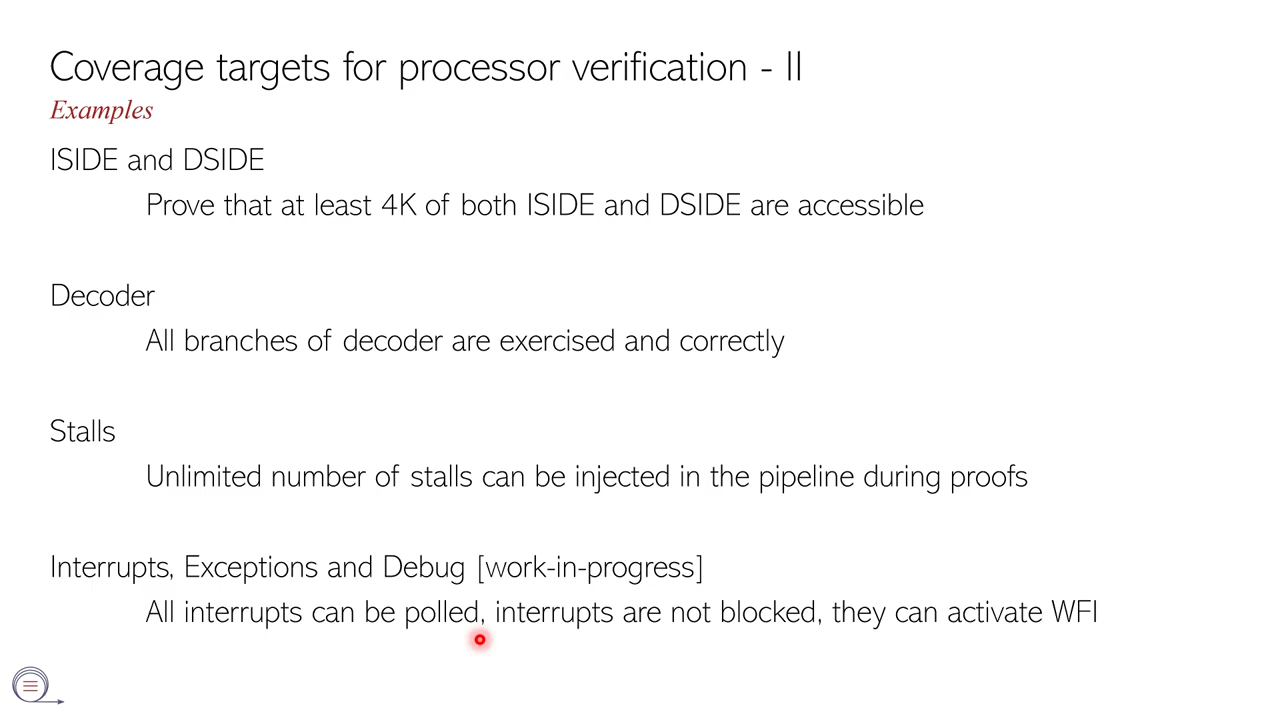 Coverage targets for processor verification - II
Examples
ISIDE and DSIDE
Prove that at least 4K of both ISIDE and DSIDE are accessible
Decoder
All branches of decoder are exercised and correctly
Stalls
Unlimited number of stalls can be injected in the pipeline during proofs
Interrupts, Exceptions and Debug [work-in-progress]
All interrupts can be polled, interrupts are not blocked, they can activate WFI